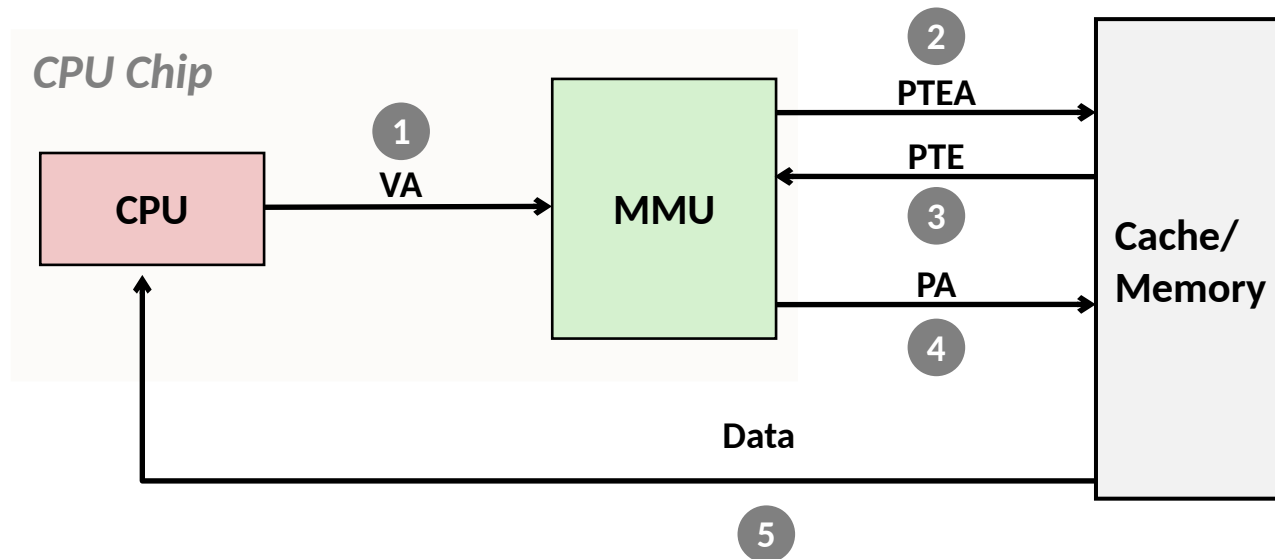 CPU Chip
2
PTEA
1
VA
CPU
MMU
PTE
3
Cache/
Memory
PA
4
Data
5